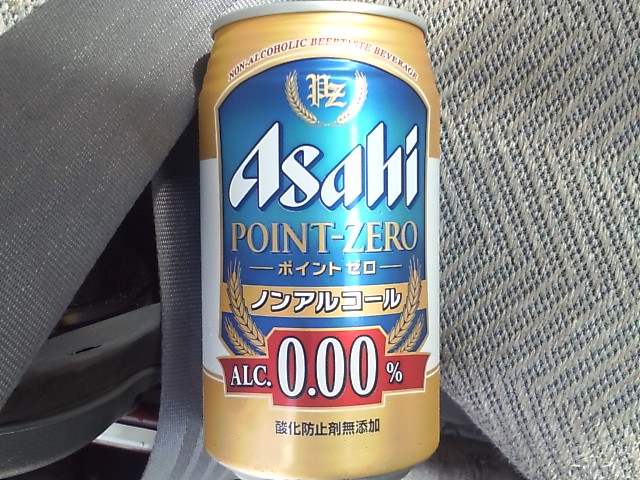 NON-ALCOHOLIC BEERTASTE BEVERAGE
PZ
Asahi
POINT-ZERO
ポイントゼロ
ノンアルコール
ALC. 0.00 %
酸化防止剤無添加